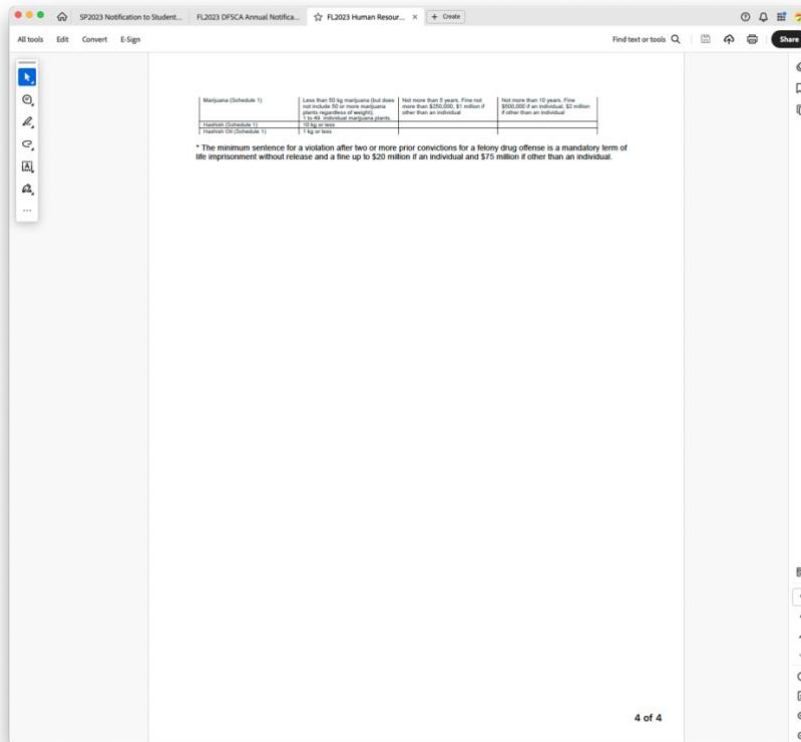 SP2023 Notification to Student...
FL2023 DFSCA Annual Notifica...
FL2023 Human Resour...
+ Create
All tools
Edit
Convert
E-Sign
Find text or tools
Share
Marijuana (Schedule 1)
Less than 50 kg marijuana (but does
not include 50 or more marijuana
plants regardless of weight)
1 to 49 individual marijuana plants
Not more than 5 years. Fine not
more than $250,000, $1 million if
other than an individual
Not more than 10 years. Fine
$500,000 if an individual, $2 million
if other than an individual
Hashish (Schedule 1)
10 kg or less
Hashish Oil (Schedule 1)
1 kg or less
* The minimum sentence for a violation after two or more prior convictions for a felony drug offense is a mandatory term of
life imprisonment without release and a fine up to $20 million if an individual and $75 million if other than an individual.
4 of 4